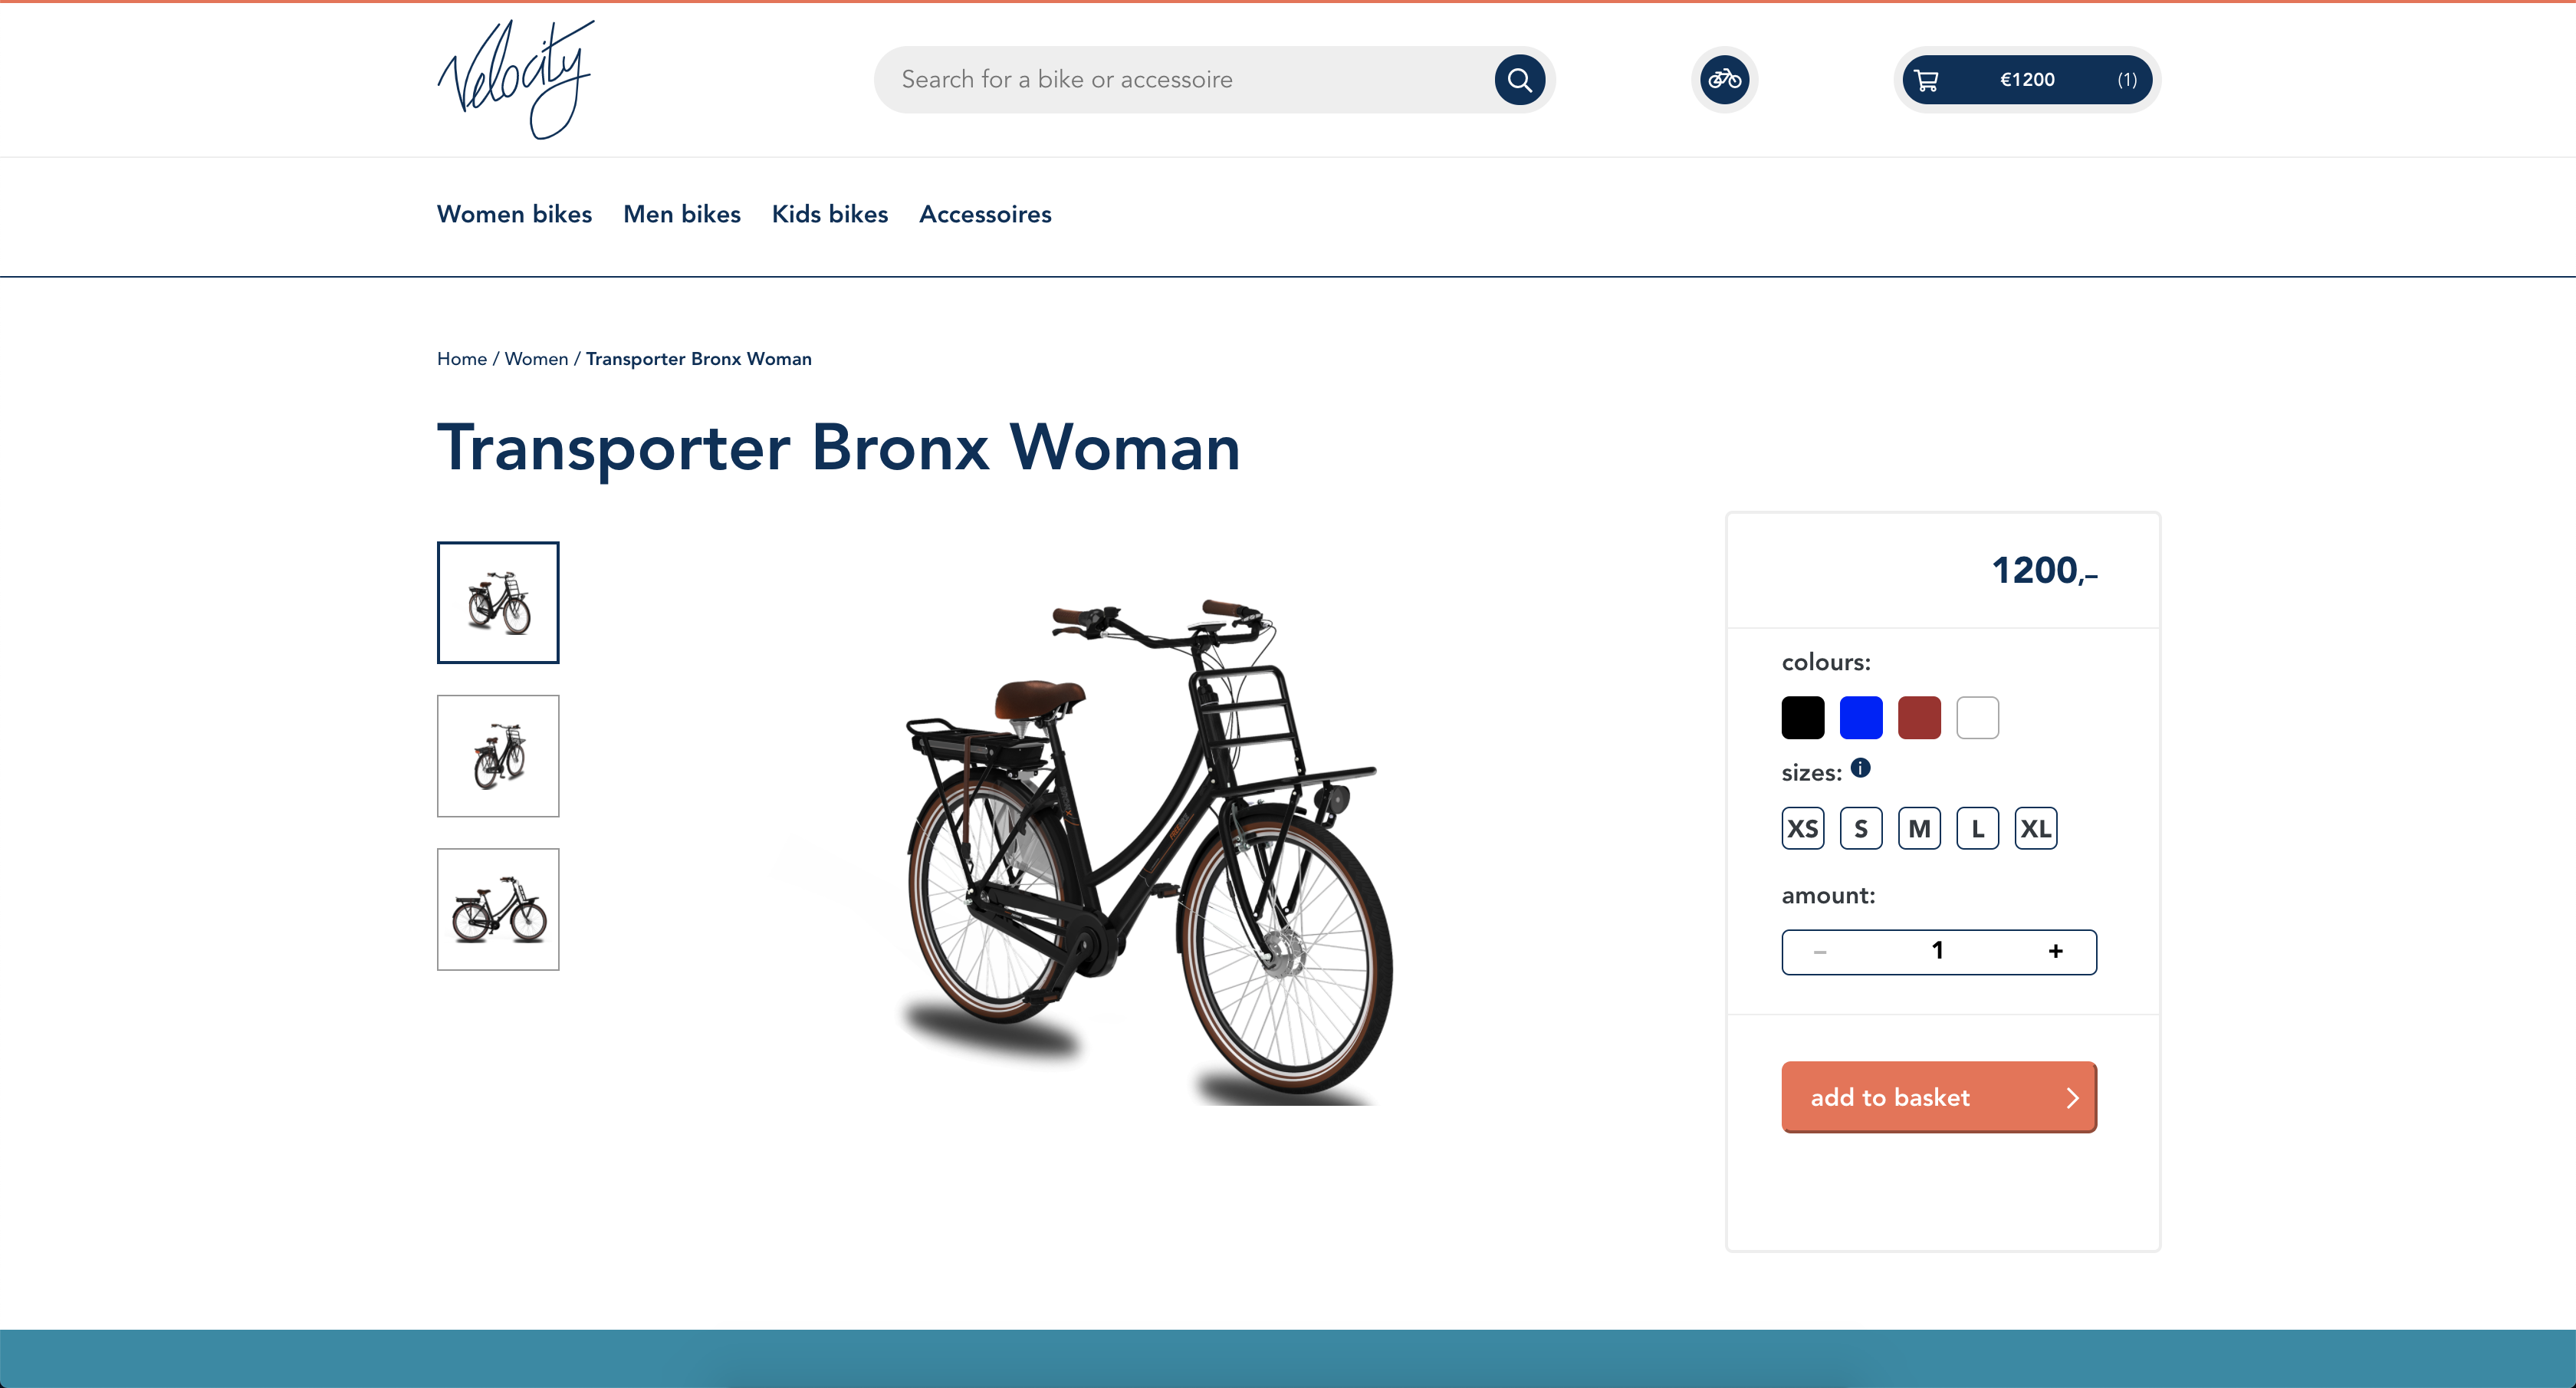 Velocity
Search for a bike or accessoire
€1200 (1)
Women bikes Men bikes Kids bikes Accessoires
Home / Women / Transporter Bronx Woman
Transporter Bronx Woman
1200,–
colours:
sizes: i
XS S M L XL
amount:
– 1 +
add to basket